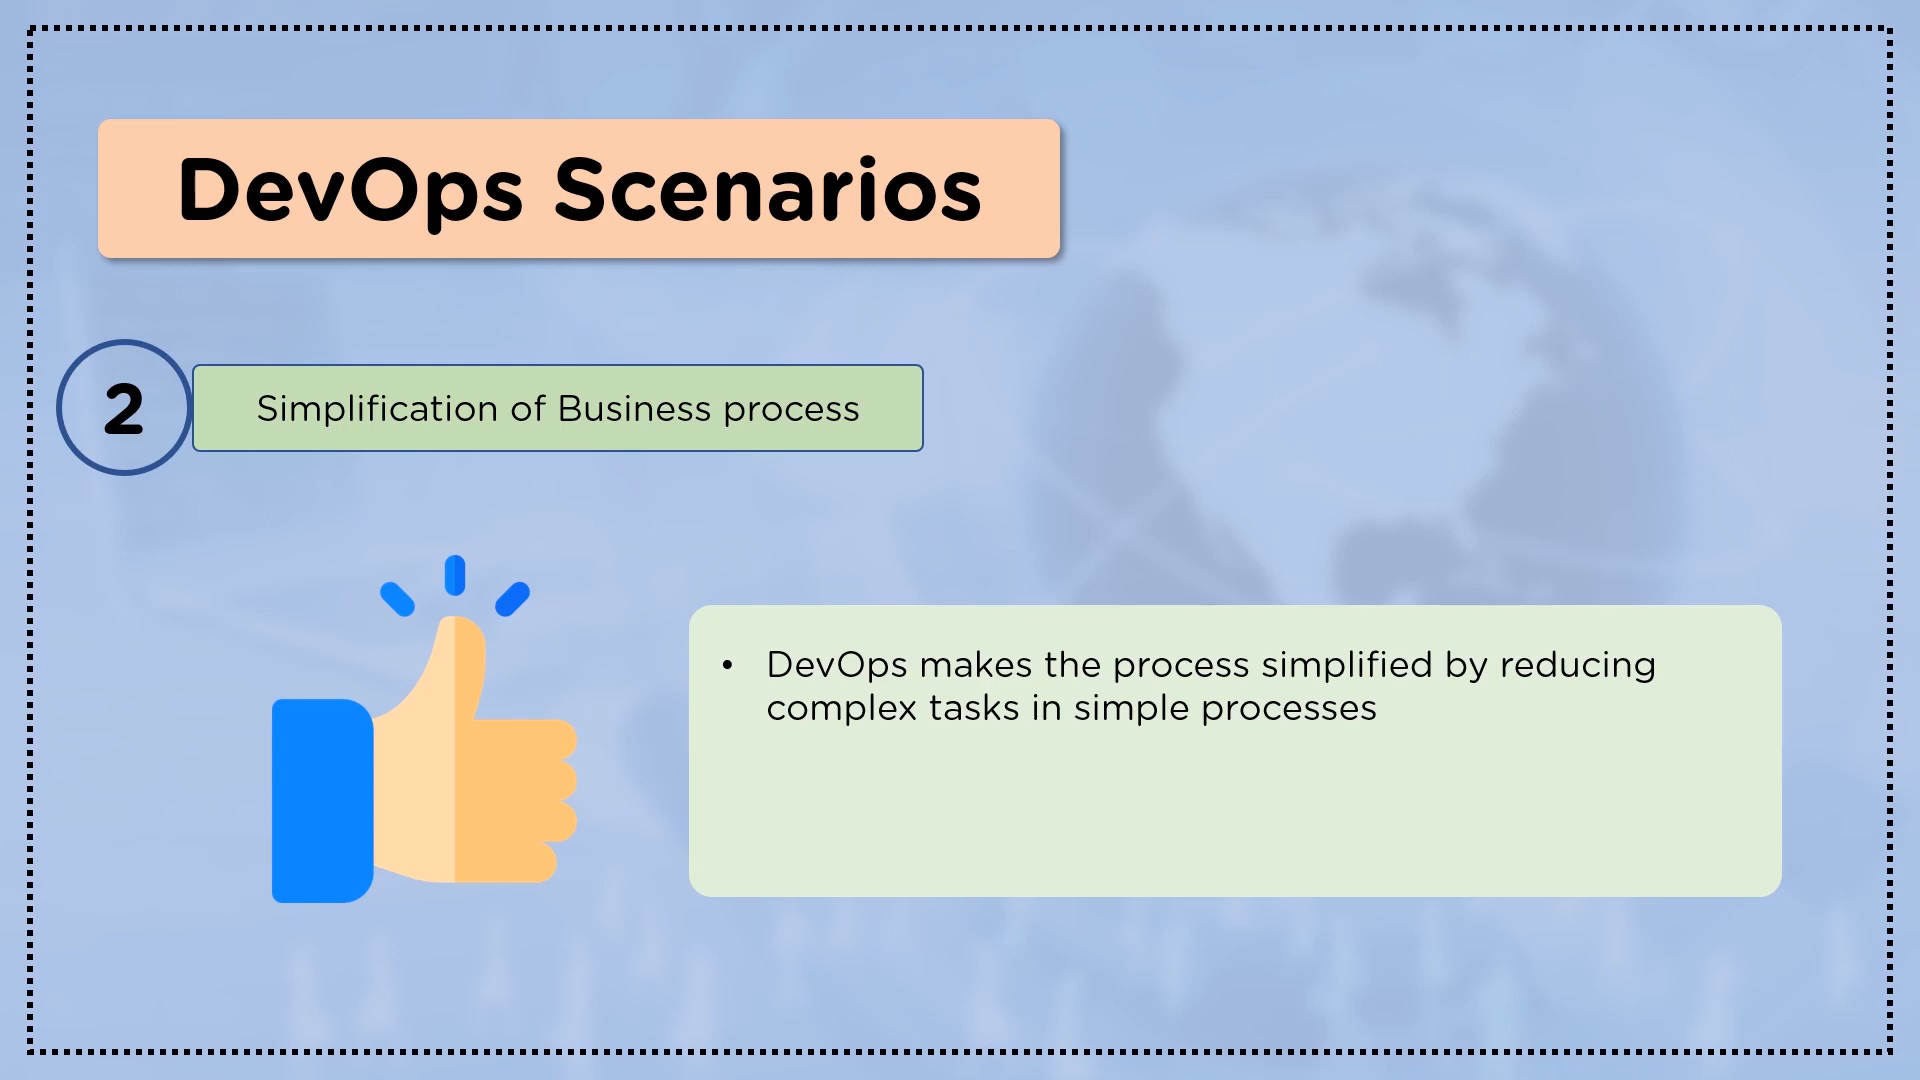 DevOps Scenarios
2
Simplification of Business process
• DevOps makes the process simplified by reducing
complex tasks in simple processes